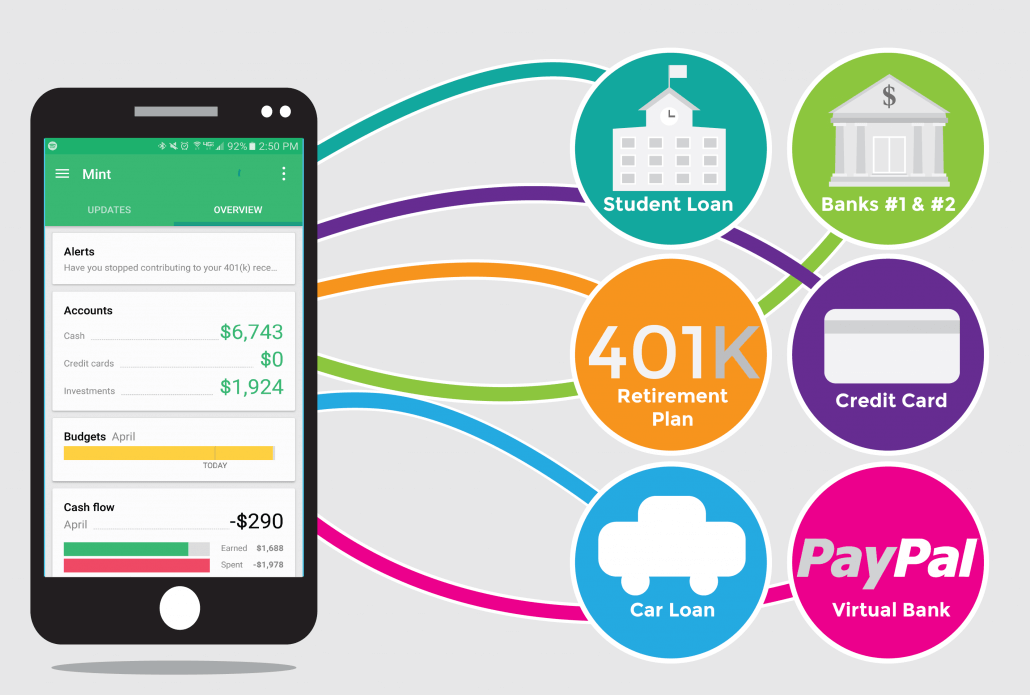 92% 2:50 PM
Mint
UPDATES OVERVIEW
Alerts
Have you stopped contributing to your 401(k) rece...
Accounts
Cash $6,743
Credit cards $0
Investments $1,924
Budgets April
TODAY
Cash flow
April -$290
Earned $1,688
Spent -$1,978
Student Loan
$
Banks #1 & #2
401K
Retirement
Plan
Credit Card
Car Loan
PayPal
Virtual Bank